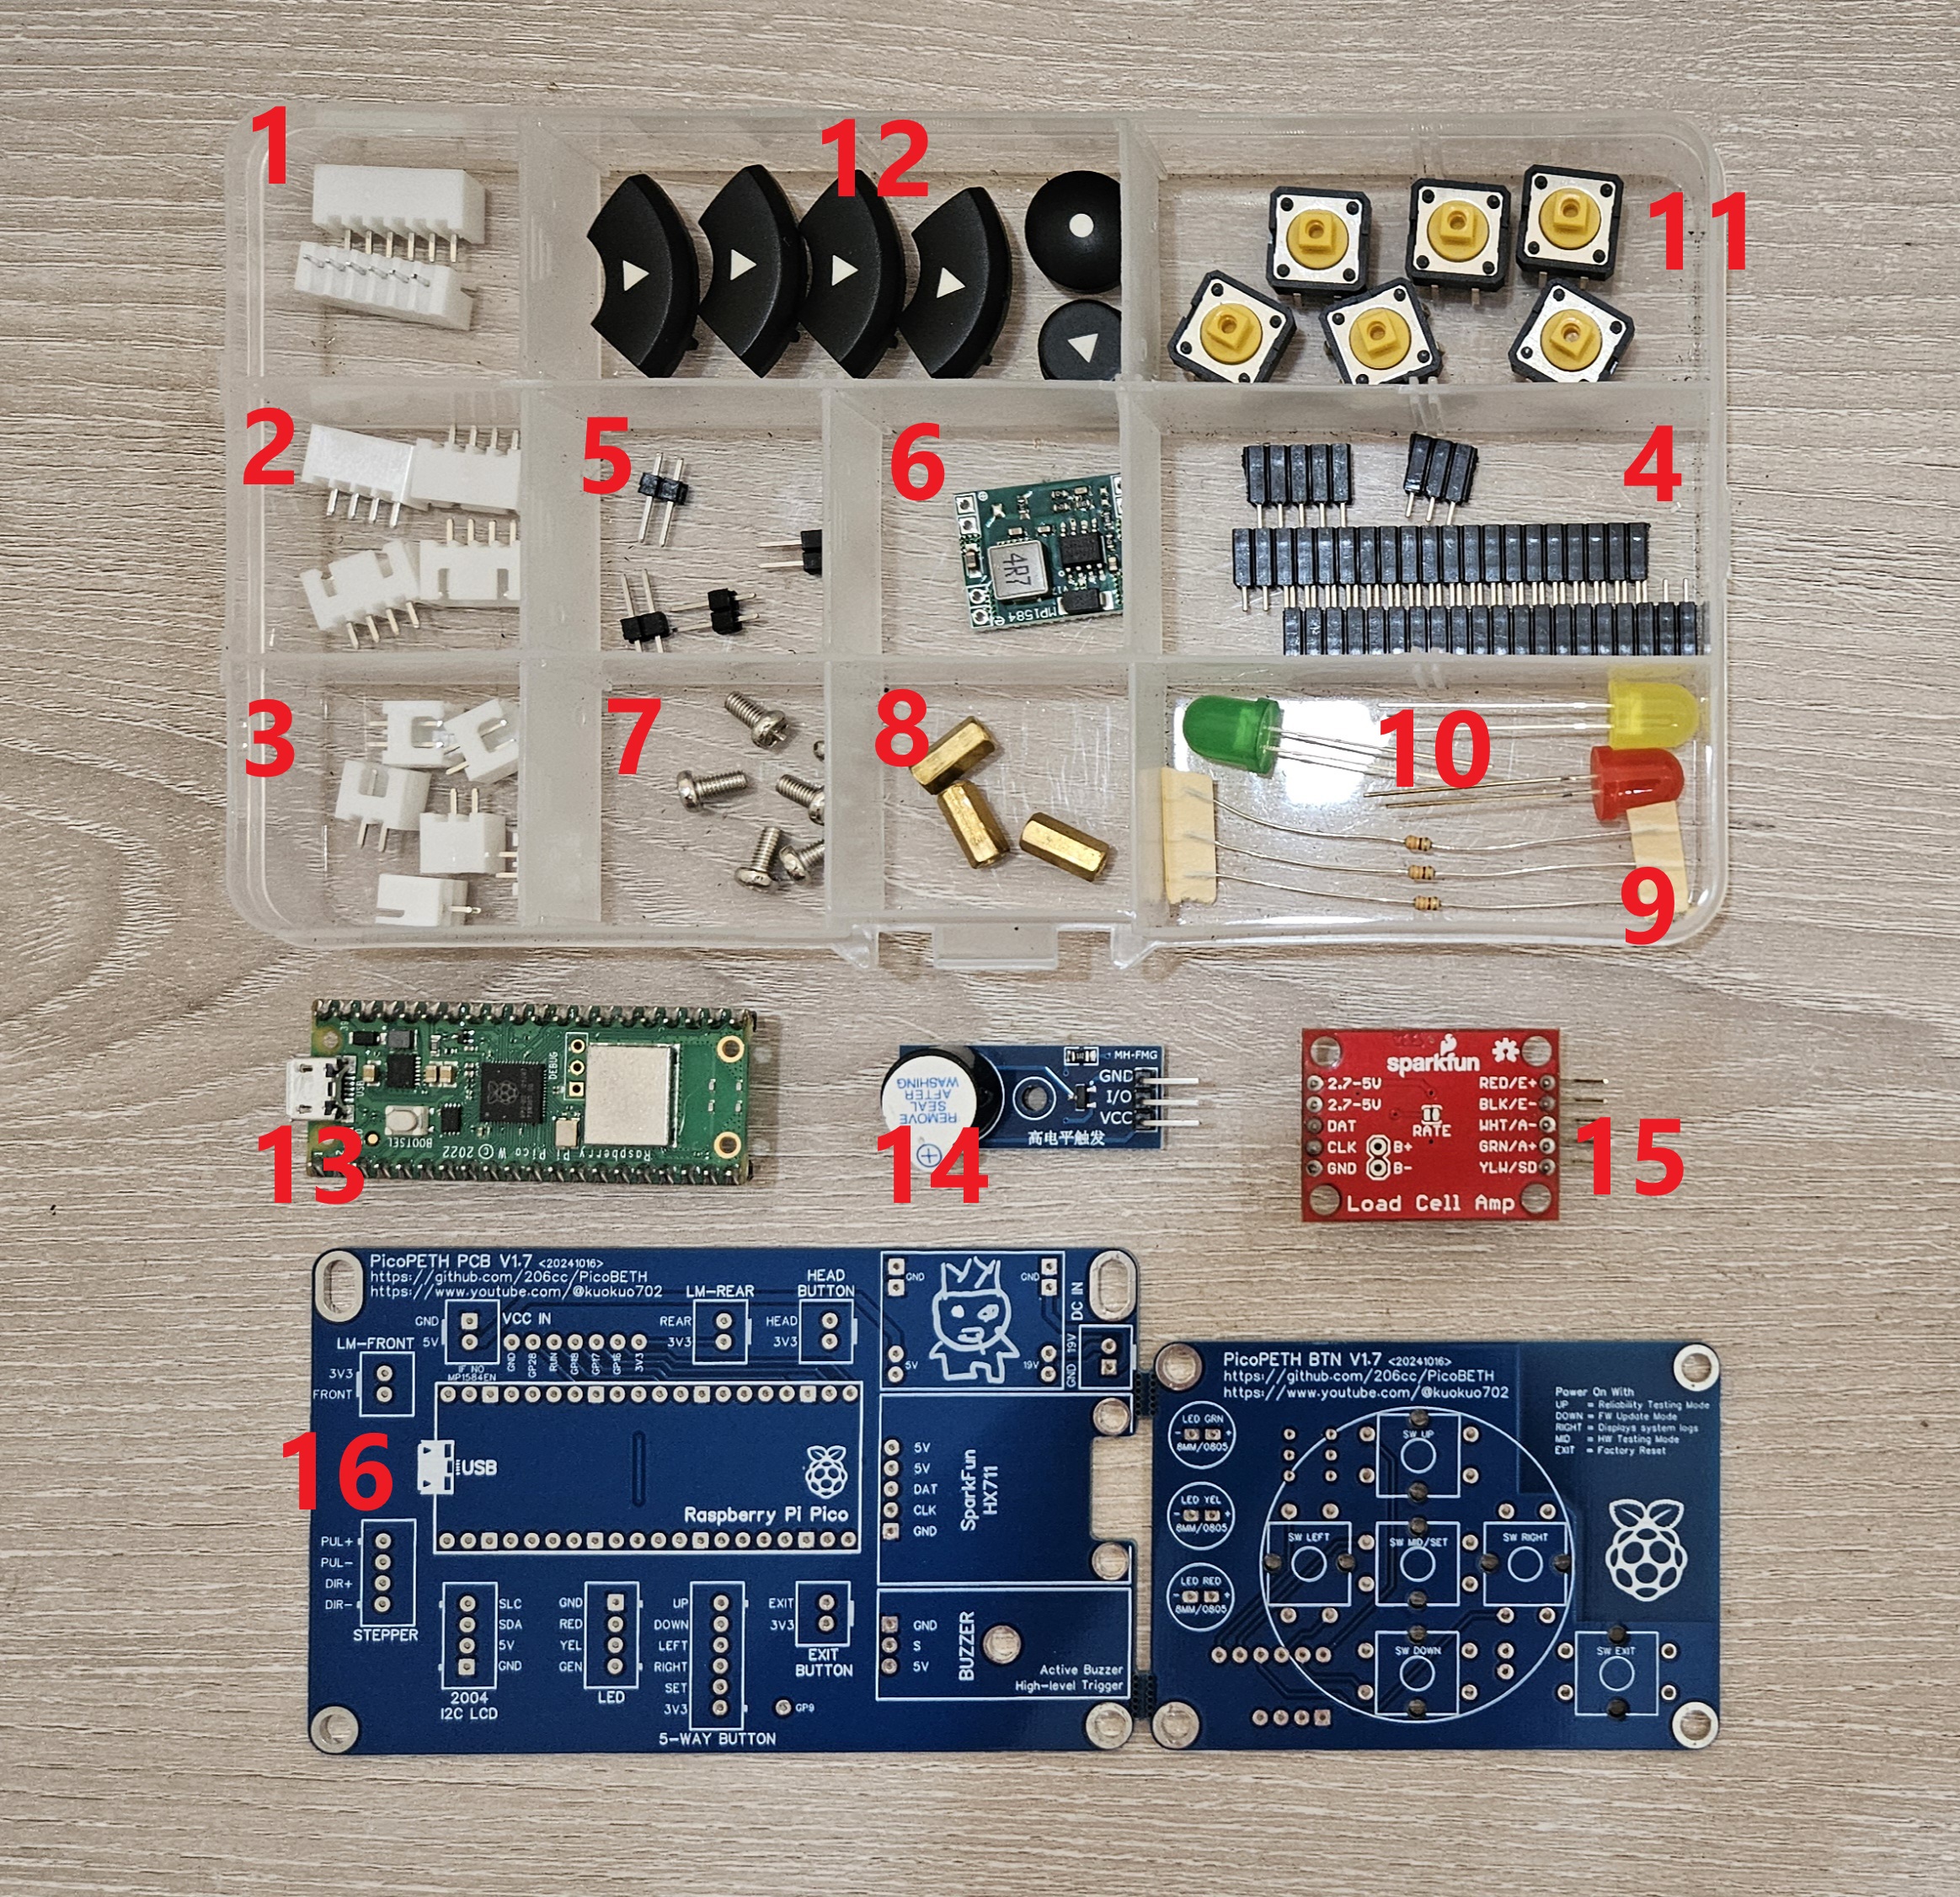 1
12
11
2
5
6
4
4R7
MP1584
3
7
8
10
9
DEBUG
USB
BOOTSEL
Raspberry Pi Pico W © 2022
13
MH-FMG
GND
I/O
VCC
高电平触发
REMOVE
SEAL
AFTER
WASHING
14
sparkfun
2.7-5V
2.7-5V
DAT
CLK
GND
RATE
B+
B-
RED/E+
BLK/E-
WHT/A-
GRN/A+
YLW/SD
Load Cell Amp
15
PicoPETH PCB V1.7 <20241016>
https://github.com/206cc/PicoBETH
https://www.youtube.com/@kuokuo702
LM-FRONT
3V3
FRONT
GND
5V
VCC IN
IF NO
MP1584EN
GND
GP28
RUN
GP18
GP17
GP16
3V3
LM-REAR
REAR
3V3
HEAD
BUTTON
HEAD
3V3
GND
GND
5V
19V
DC IN
19V
GND
16
USB
Raspberry Pi Pico
5V
5V
DAT
CLK
GND
SparkFun
HX711
PUL+
PUL-
DIR+
DIR-
STEPPER
SLC
SDA
5V
GND
2004
I2C LCD
GND
RED
YEL
GEN
LED
UP
DOWN
LEFT
RIGHT
SET
3V3
5-WAY BUTTON
GP9
EXIT
3V3
EXIT
BUTTON
GND
S
5V
BUZZER
Active Buzzer
High-level Trigger
PicoPETH BTN V1.7 <20241016>
https://github.com/206cc/PicoBETH
https://www.youtube.com/@kuokuo702
Power On With
UP = Reliability Testing Mode
DOWN = FW Update Mode
RIGHT = Displays system logs
MID = HW Testing Mode
EXIT = Factory Reset
LED GRN
- +
8MM/0805
LED YEL
- +
8MM/0805
LED RED
- +
8MM/0805
SW UP
SW LEFT
SW MID/SET
SW RIGHT
SW DOWN
SW EXIT